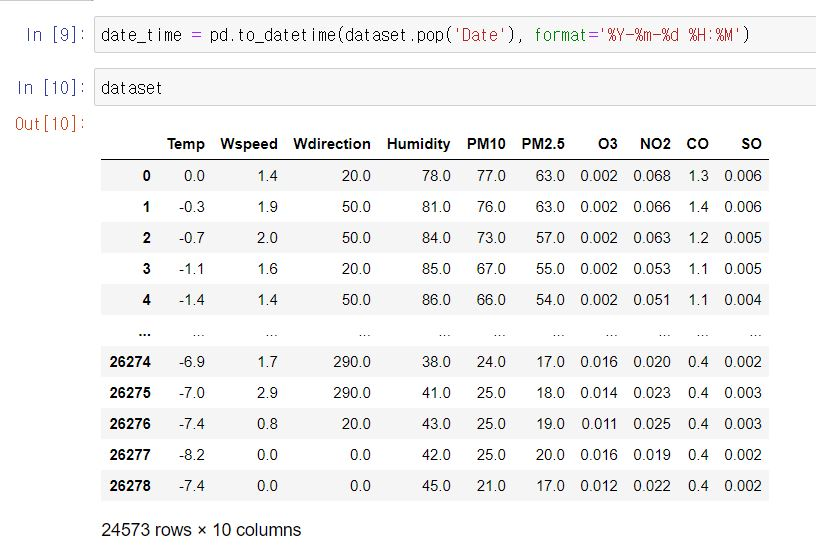 In [9]: date_time = pd.to_datetime(dataset.pop('Date'), format='%Y-%m-%d %H:%M')
In [10]: dataset
Out[10]:
Temp Wspeed Wdirection Humidity PM10 PM2.5 O3 NO2 CO SO
0 0.0 1.4 20.0 78.0 77.0 63.0 0.002 0.068 1.3 0.006
1 -0.3 1.9 50.0 81.0 76.0 63.0 0.002 0.066 1.4 0.006
2 -0.7 2.0 50.0 84.0 73.0 57.0 0.002 0.063 1.2 0.005
3 -1.1 1.6 20.0 85.0 67.0 55.0 0.002 0.053 1.1 0.005
4 -1.4 1.4 50.0 86.0 66.0 54.0 0.002 0.051 1.1 0.004
... ... ... ... ... ... ... ... ... ... ...
26274 -6.9 1.7 290.0 38.0 24.0 17.0 0.016 0.020 0.4 0.002
26275 -7.0 2.9 290.0 41.0 25.0 18.0 0.014 0.023 0.4 0.003
26276 -7.4 0.8 20.0 43.0 25.0 19.0 0.011 0.025 0.4 0.003
26277 -8.2 0.0 0.0 42.0 25.0 20.0 0.016 0.019 0.4 0.002
26278 -7.4 0.0 0.0 45.0 21.0 17.0 0.012 0.022 0.4 0.002
24573 rows × 10 columns